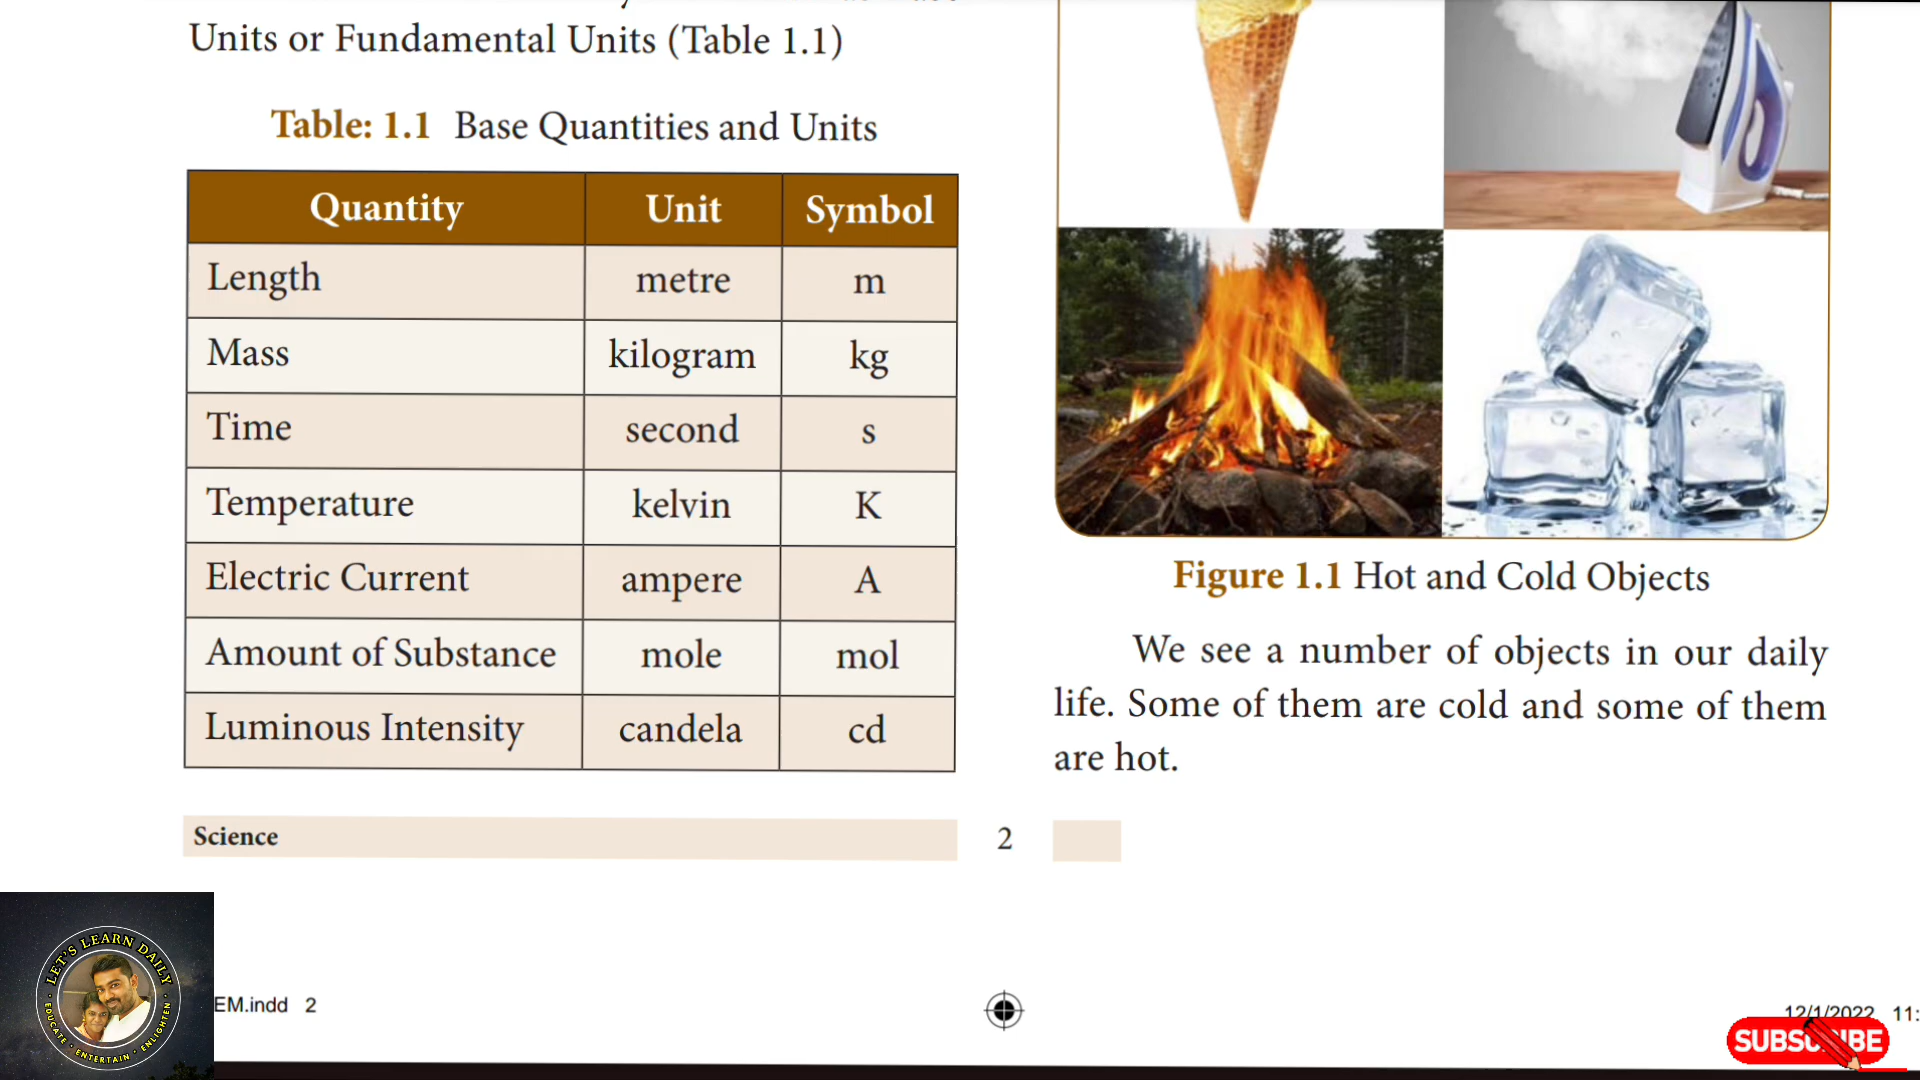 Units or Fundamental Units (Table 1.1)
Table: 1.1 Base Quantities and Units
Quantity Unit Symbol
Length metre m
Mass kilogram kg
Time second s
Temperature kelvin K
Electric Current ampere A
Amount of Substance mole mol
Luminous Intensity candela cd
Figure 1.1 Hot and Cold Objects
We see a number of objects in our daily
life. Some of them are cold and some of them
are hot.
Science 2
LET'S LEARN DAILY
EDUCATE · ENTERTAIN · ENLIGHTEN
EM.indd 2
12/1/2022 11:
SUBSCRIBE